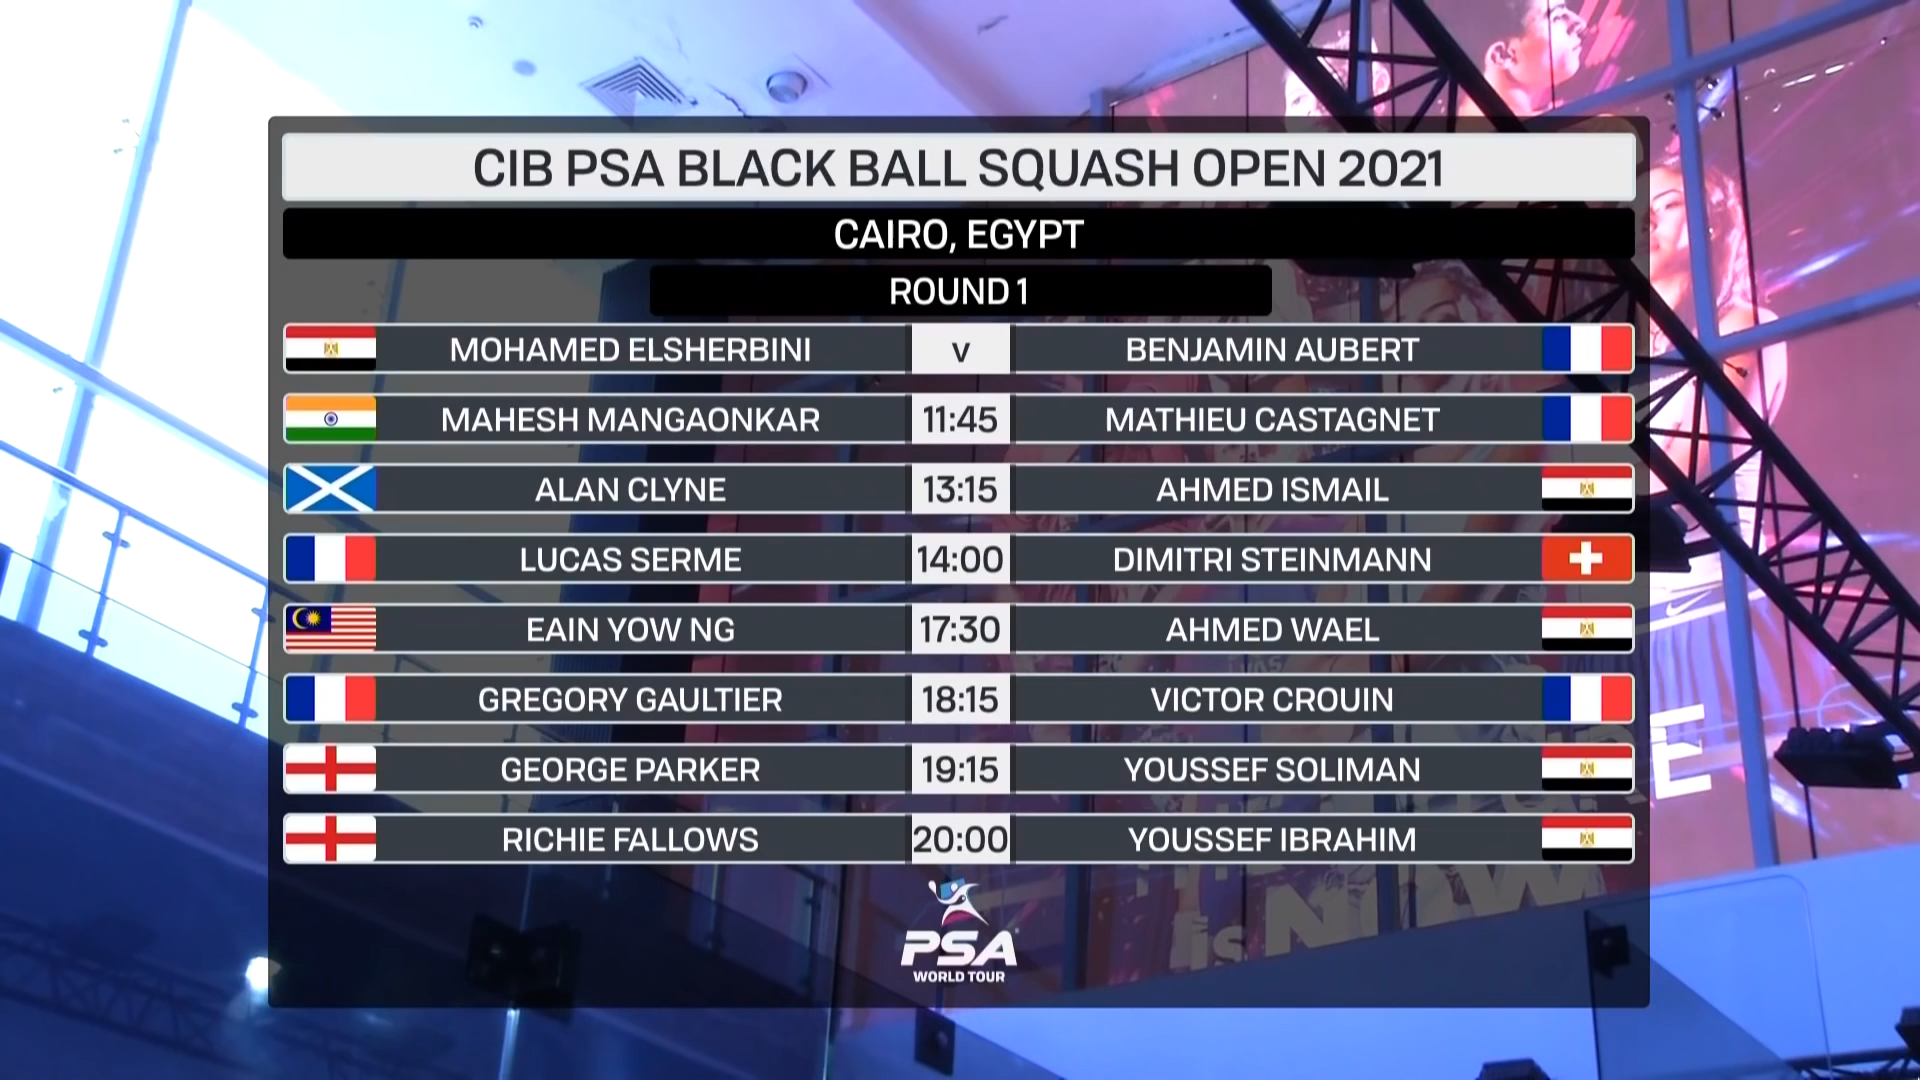 CIB PSA BLACK BALL SQUASH OPEN 2021
CAIRO, EGYPT
ROUND 1
MOHAMED ELSHERBINI v BENJAMIN AUBERT
MAHESH MANGAONKAR 11:45 MATHIEU CASTAGNET
ALAN CLYNE 13:15 AHMED ISMAIL
LUCAS SERME 14:00 DIMITRI STEINMANN
EAIN YOW NG 17:30 AHMED WAEL
GREGORY GAULTIER 18:15 VICTOR CROUIN
GEORGE PARKER 19:15 YOUSSEF SOLIMAN
RICHIE FALLOWS 20:00 YOUSSEF IBRAHIM
PSA
WORLD TOUR
is NOW